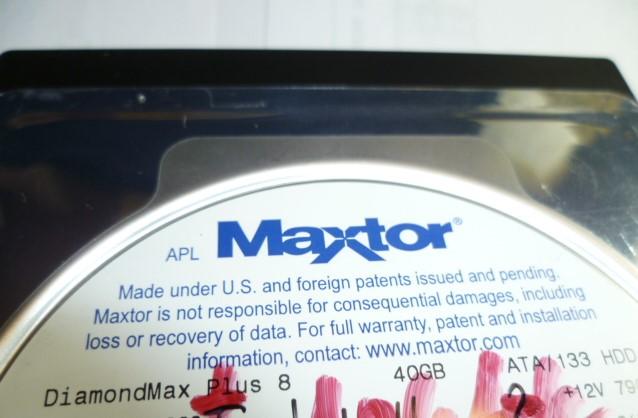 APL Maxtor®
Made under U.S. and foreign patents issued and pending.
Maxtor is not responsible for consequential damages, including
loss or recovery of data. For full warranty, patent and installation
information, contact: www.maxtor.com
DiamondMax Plus 8 40GB ATA/133 HDD
+12V